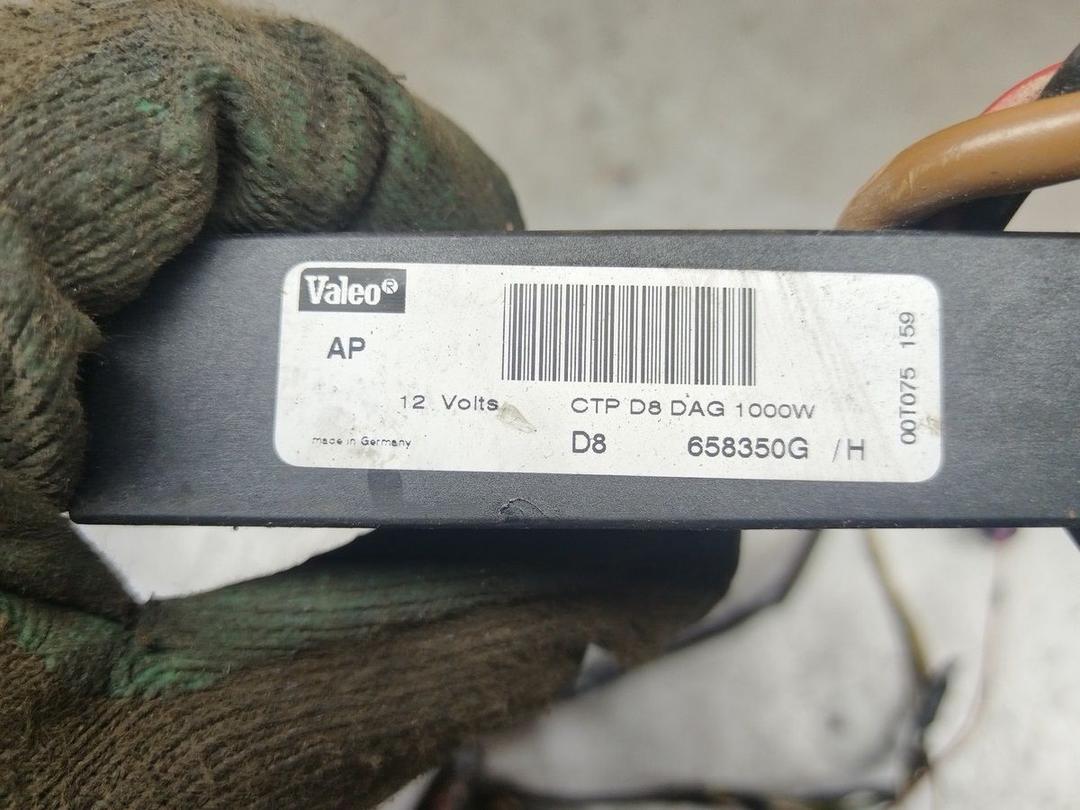 Valeo®
AP
12 Volts
CTP D8 DAG 1000W
made in Germany
D8 658350G /H
00T075 159